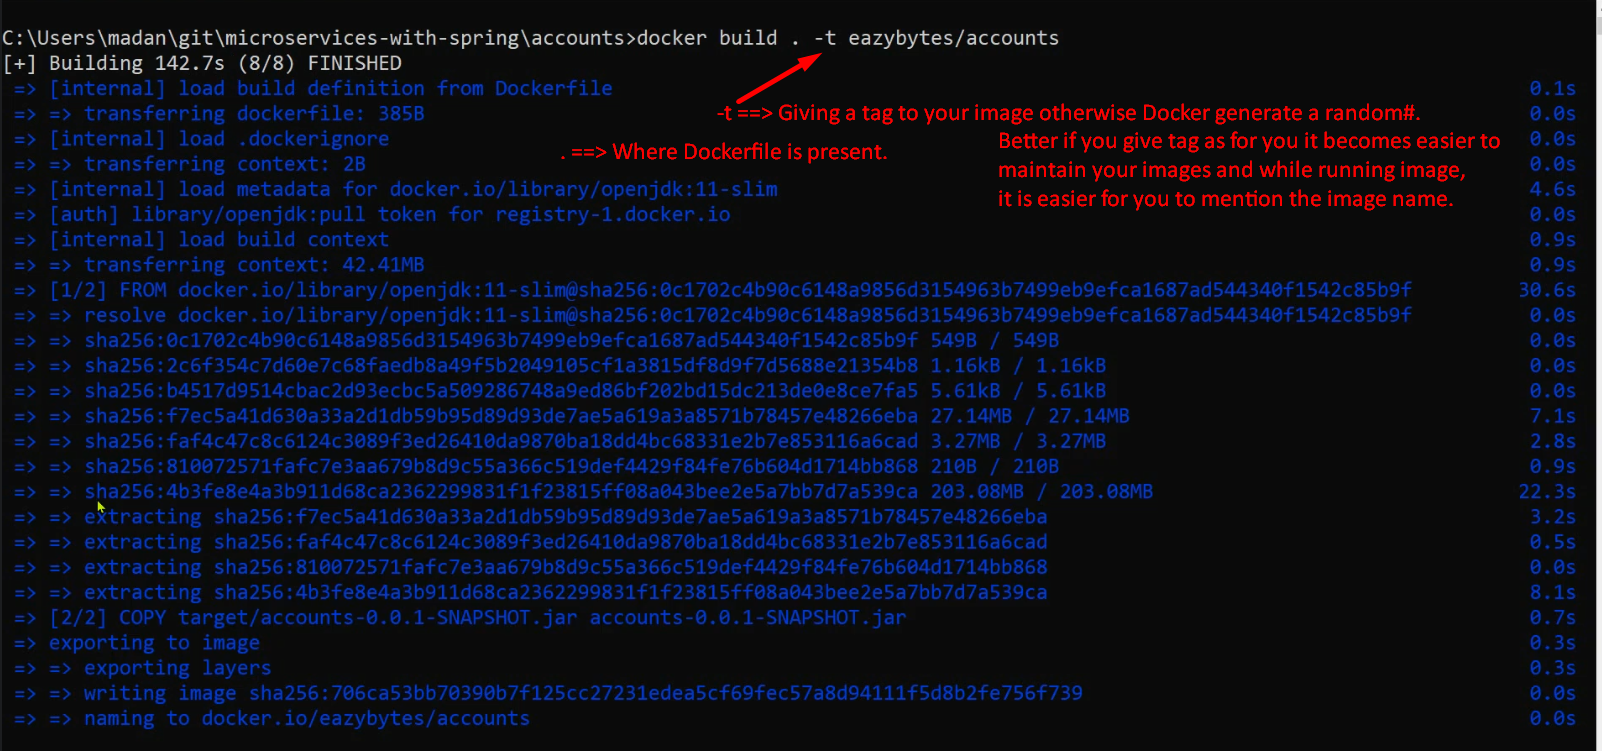 C:\Users\madan\git\microservices-with-spring\accounts>docker build . -t eazybytes/accounts
[+] Building 142.7s (8/8) FINISHED
=> [internal] load build definition from Dockerfile 0.1s
=> => transferring dockerfile: 385B 0.0s
-t ==> Giving a tag to your image otherwise Docker generate a random#.
Better if you give tag as for you it becomes easier to
maintain your images and while running image,
it is easier for you to mention the image name.
. ==> Where Dockerfile is present.
=> [internal] load .dockerignore 0.0s
=> => transferring context: 2B 0.0s
=> [internal] load metadata for docker.io/library/openjdk:11-slim 4.6s
=> [auth] library/openjdk:pull token for registry-1.docker.io 0.0s
=> [internal] load build context 0.9s
=> => transferring context: 42.41MB 0.9s
=> [1/2] FROM docker.io/library/openjdk:11-slim@sha256:0c1702c4b90c6148a9856d3154963b7499eb9efca1687ad544340f1542c85b9f 30.6s
=> => resolve docker.io/library/openjdk:11-slim@sha256:0c1702c4b90c6148a9856d3154963b7499eb9efca1687ad544340f1542c85b9f 0.0s
=> => sha256:0c1702c4b90c6148a9856d3154963b7499eb9efca1687ad544340f1542c85b9f 549B / 549B 0.0s
=> => sha256:2c6f354c7d60e7c68faedb8a49f5b2049105cf1a3815df8d9f7d5688e21354b8 1.16kB / 1.16kB 0.0s
=> => sha256:b4517d9514cbac2d93ecbc5a509286748a9ed86bf202bd15dc213de0e8ce7fa5 5.61kB / 5.61kB 0.0s
=> => sha256:f7ec5a41d630a33a2d1db59b95d89d93de7ae5a619a3a8571b78457e48266eba 27.14MB / 27.14MB 7.1s
=> => sha256:faf4c47c8c6124c3089f3ed26410da9870ba18dd4bc68331e2b7e853116a6cad 3.27MB / 3.27MB 2.8s
=> => sha256:810072571fafc7e3aa679b8d9c55a366c519def4429f84fe76b604d1714bb868 210B / 210B 0.9s
=> => sha256:4b3fe8e4a3b911d68ca2362299831f1f23815ff08a043bee2e5a7bb7d7a539ca 203.08MB / 203.08MB 22.3s
=> => extracting sha256:f7ec5a41d630a33a2d1db59b95d89d93de7ae5a619a3a8571b78457e48266eba 3.2s
=> => extracting sha256:faf4c47c8c6124c3089f3ed26410da9870ba18dd4bc68331e2b7e853116a6cad 0.5s
=> => extracting sha256:810072571fafc7e3aa679b8d9c55a366c519def4429f84fe76b604d1714bb868 0.0s
=> => extracting sha256:4b3fe8e4a3b911d68ca2362299831f1f23815ff08a043bee2e5a7bb7d7a539ca 8.1s
=> [2/2] COPY target/accounts-0.0.1-SNAPSHOT.jar accounts-0.0.1-SNAPSHOT.jar 0.7s
=> exporting to image 0.3s
=> => exporting layers 0.3s
=> => writing image sha256:706ca53bb70390b7f125cc27231edea5cf69fec57a8d94111f5d8b2fe756f739 0.0s
=> => naming to docker.io/eazybytes/accounts 0.0s